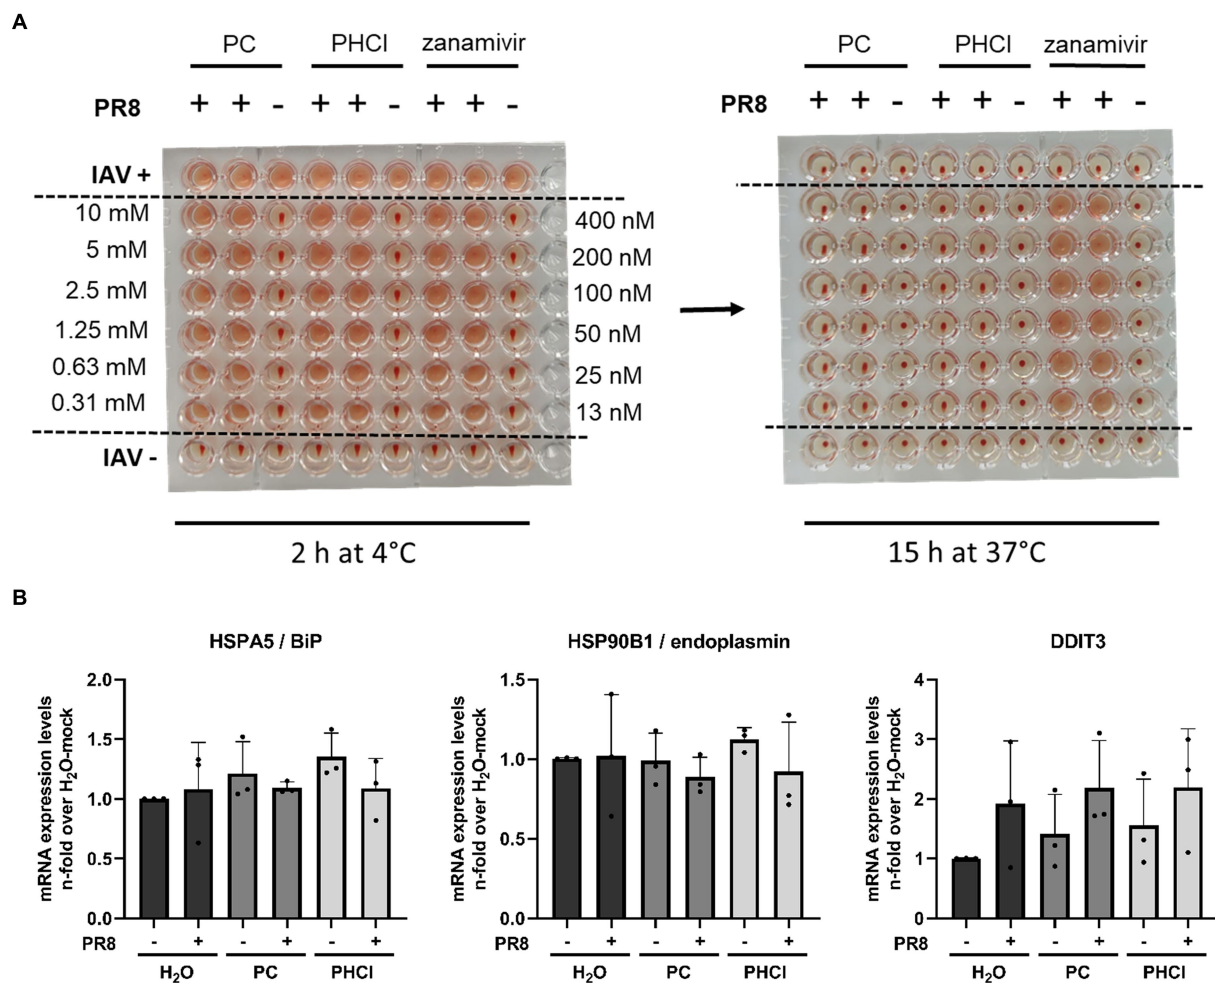 A
PC PHCl zanamivir PC PHCl zanamivir
PR8 + + - + + - + + - PR8 + + - + + - + + -
IAV +
10 mM 400 nM
5 mM 200 nM
2.5 mM 100 nM
1.25 mM 50 nM
0.63 mM 25 nM
0.31 mM 13 nM
IAV -
2 h at 4°C 15 h at 37°C
B
HSPA5 / BiP
mRNA expression levels
n-fold over H₂O-mock
2.0
1.5
1.0
0.5
0.0
PR8 - + - + - +
H₂O PC PHCl
HSP90B1 / endoplasmin
mRNA expression levels
n-fold over H₂O-mock
1.5
1.0
0.5
0.0
PR8 - + - + - +
H₂O PC PHCl
DDIT3
mRNA expression levels
n-fold over H₂O-mock
4
3
2
1
0
PR8 - + - + - +
H₂O PC PHCl